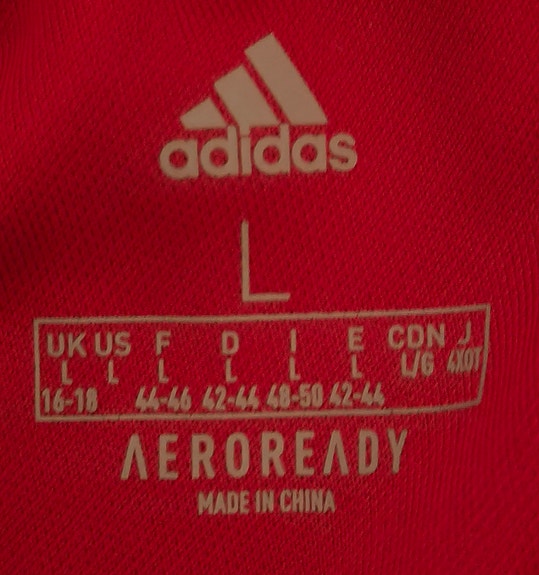 adidas
L
UK US F D I E CDN J
L L L L L L L/G 4XOT
16-18 44-46 42-44 48-50 42-44
AEROREADY
MADE IN CHINA